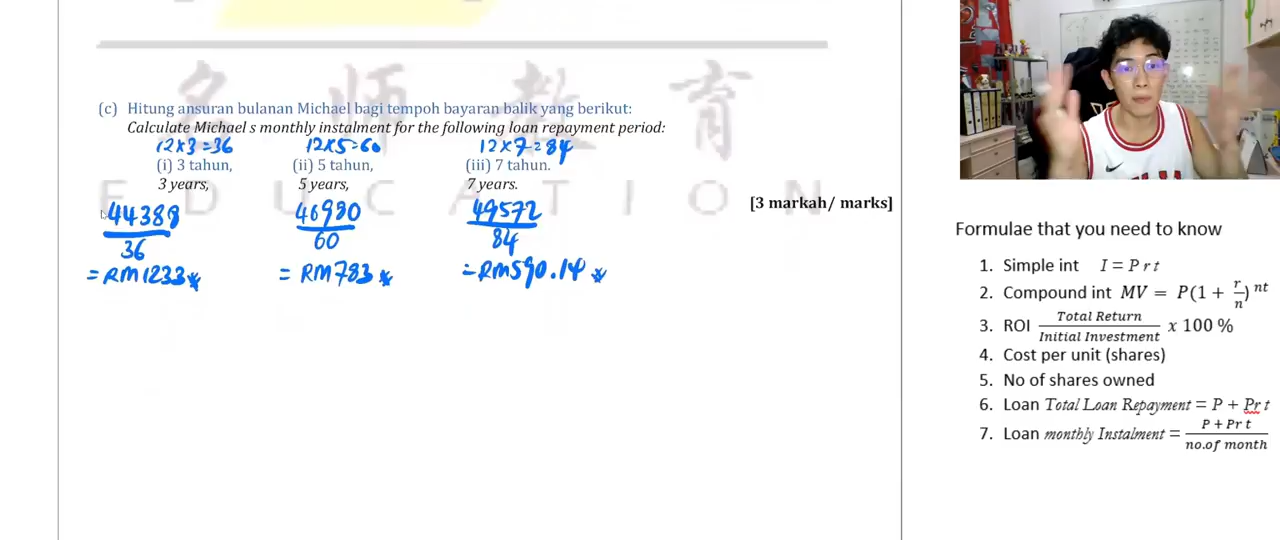 名師教育
EDUCATION
(c) Hitung ansuran bulanan Michael bagi tempoh bayaran balik yang berikut:
Calculate Michael s monthly instalment for the following loan repayment period:
12×3=36 12×5=60 12×7=84
(i) 3 tahun, (ii) 5 tahun, (iii) 7 tahun.
3 years, 5 years, 7 years.
[3 markah/ marks]
44388 46980 49572
36 60 84
=RM1233* =RM783* =RM590.14*
Formulae that you need to know
1. Simple int I = P r t
2. Compound int MV = P(1 + r/n) nt
3. ROI Total Return/Initial Investment x 100 %
4. Cost per unit (shares)
5. No of shares owned
6. Loan Total Loan Repayment = P + Pr t
7. Loan monthly Instalment = P + Pr t/no.of month